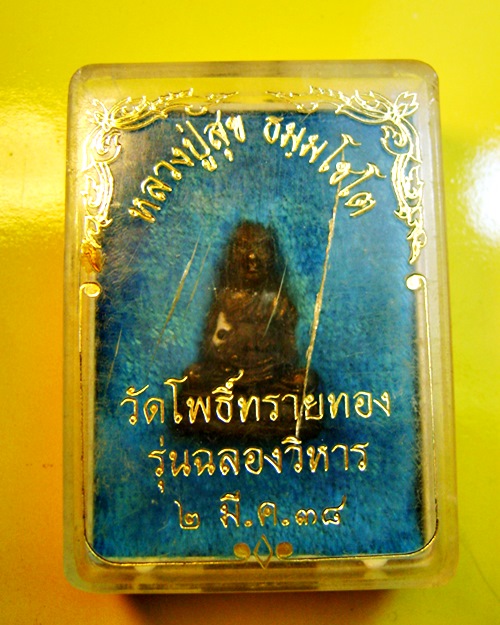 หลวงปู่สุข ธมฺมโชโต
วัดโพธิ์ทรายทอง
รุ่นฉลองวิหาร
๒ มี.ค.๓๘